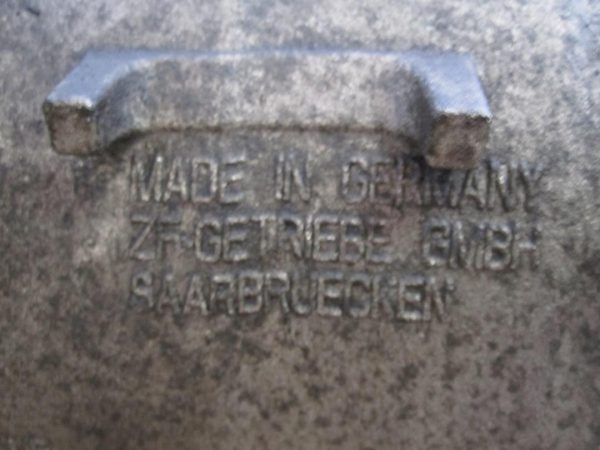 MADE IN GERMANY
ZF-GETRIEBE GMBH
SAARBRUECKEN